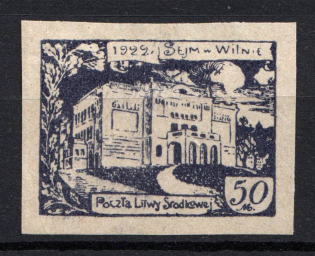 1922. SEJM w WILNIE
Poczta Litwy Środkowej
50
M.